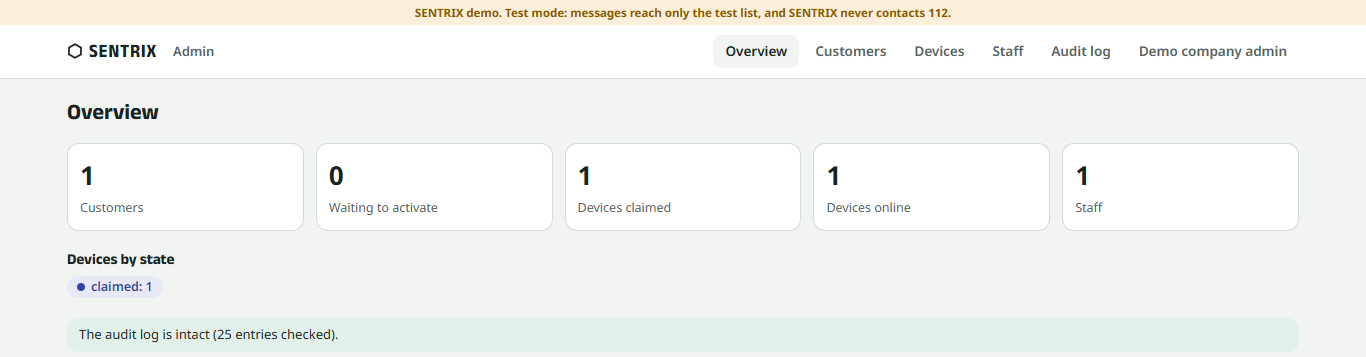 SENTRIX demo. Test mode: messages reach only the test list, and SENTRIX never contacts 112.
SENTRIX Admin Overview Customers Devices Staff Audit log Demo company admin
Overview
1 0 1 1 1
Customers Waiting to activate Devices claimed Devices online Staff
Devices by state
claimed: 1
The audit log is intact (25 entries checked).